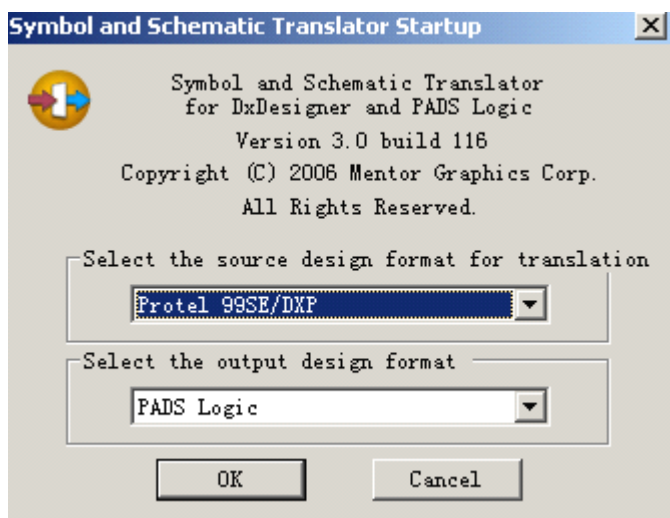 Symbol and Schematic Translator Startup
Symbol and Schematic Translator
for DxDesigner and PADS Logic
Version 3.0 build 116
Copyright (C) 2006 Mentor Graphics Corp.
All Rights Reserved.
Select the source design format for translation
Protel 99SE/DXP
Select the output design format
PADS Logic
OK Cancel